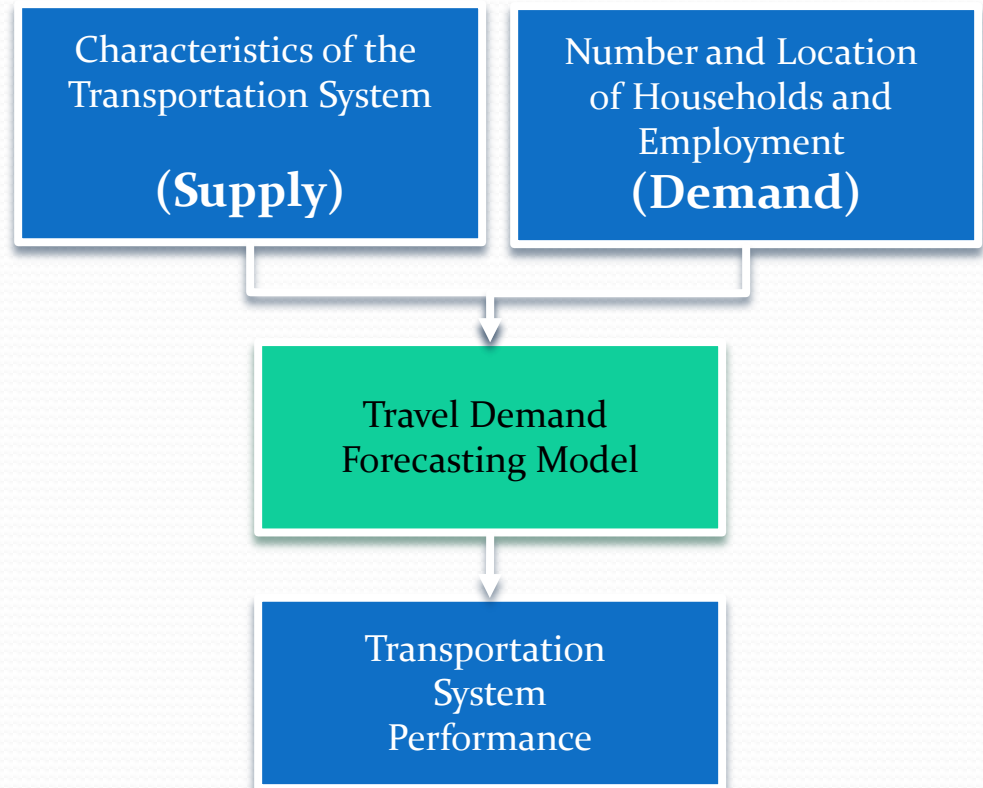 Characteristics of the
Transportation System
(Supply)
Number and Location
of Households and
Employment
(Demand)
Travel Demand
Forecasting Model
Transportation
System
Performance